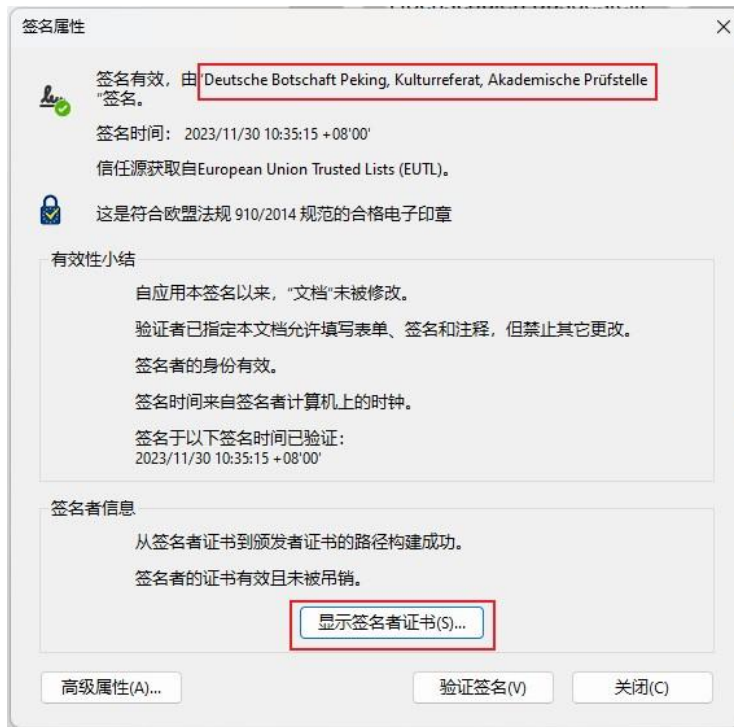 签名属性
签名有效，由"Deutsche Botschaft Peking, Kulturreferat, Akademische Prüfstelle
"签名。
签名时间： 2023/11/30 10:35:15 +08'00'
信任源获取自European Union Trusted Lists (EUTL)。
这是符合欧盟法规 910/2014 规范的合格电子印章
有效性小结
自应用本签名以来，"文档"未被修改。
验证者已指定本文档允许填写表单、签名和注释，但禁止其它更改。
签名者的身份有效。
签名时间来自签名者计算机上的时钟。
签名于以下签名时间已验证：
2023/11/30 10:35:15 +08'00'
签名者信息
从签名者证书到颁发者证书的路径构建成功。
签名者的证书有效且未被吊销。
显示签名者证书(S)...
高级属性(A)...
验证签名(V)
关闭(C)